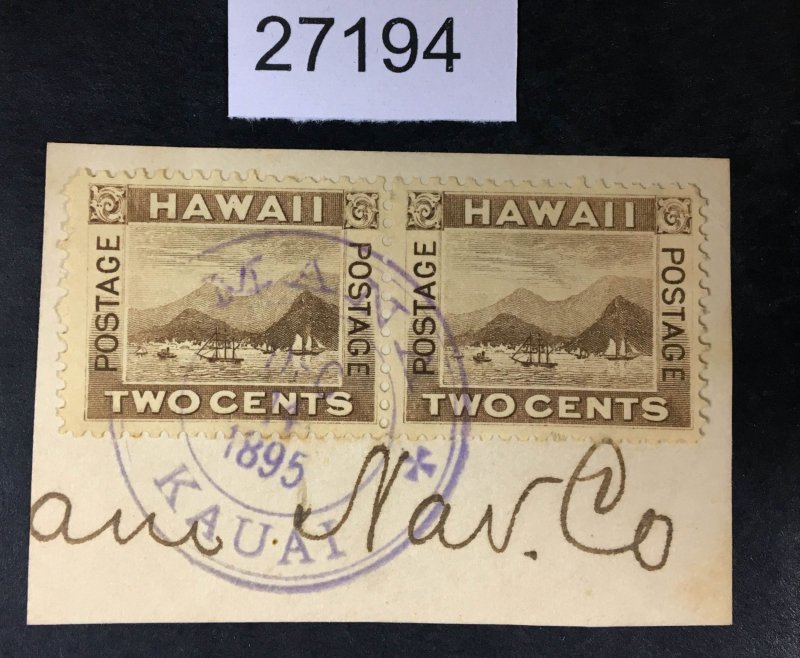 27194
HAWAII
POSTAGE
POSTAGE
TWO CENTS
HAWAII
POSTAGE
POSTAGE
TWO CENTS
1895
KAUAI
Nav. Co